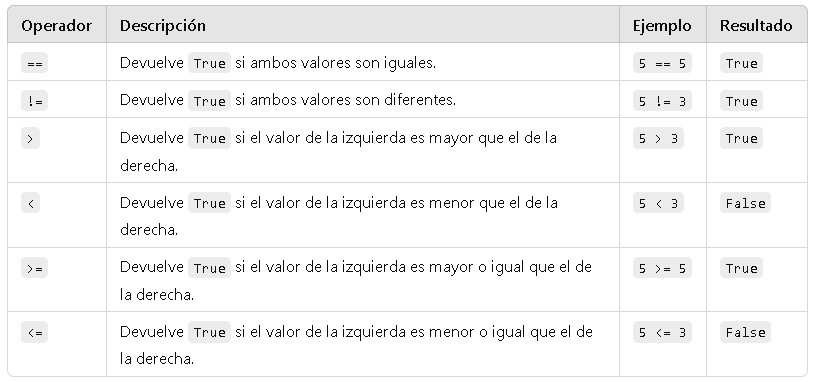 Operador Descripción Ejemplo Resultado
== Devuelve True si ambos valores son iguales. 5 == 5 True
!= Devuelve True si ambos valores son diferentes. 5 != 3 True
> Devuelve True si el valor de la izquierda es mayor que el de la 5 > 3 True
derecha.
< Devuelve True si el valor de la izquierda es menor que el de la 5 < 3 False
derecha.
>= Devuelve True si el valor de la izquierda es mayor o igual que el de 5 >= 5 True
la derecha.
<= Devuelve True si el valor de la izquierda es menor o igual que el de 5 <= 3 False
la derecha.